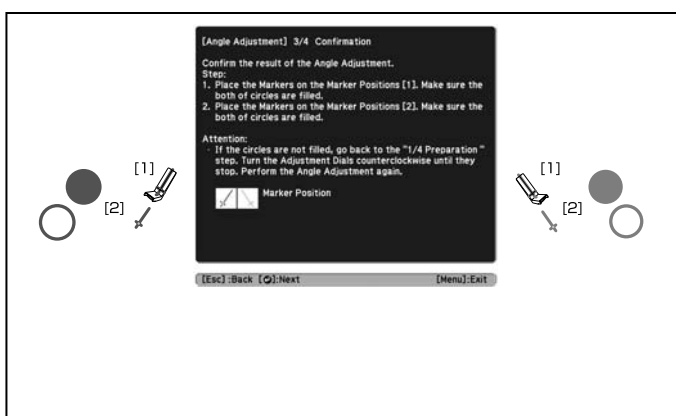 [Angle Adjustment] 3/4 Confirmation
Confirm the result of the Angle Adjustment.
Step:
1. Place the Markers on the Marker Positions [1]. Make sure the
both of circles are filled.
2. Place the Markers on the Marker Positions [2]. Make sure the
both of circles are filled.
Attention:
· If the circles are not filled, go back to the "1/4 Preparation "
step. Turn the Adjustment Dials counterclockwise until they
stop. Perform the Angle Adjustment again.
Marker Position
[1]
[2]
[1]
[2]
[Esc] :Back [↵]:Next [Menu]:Exit